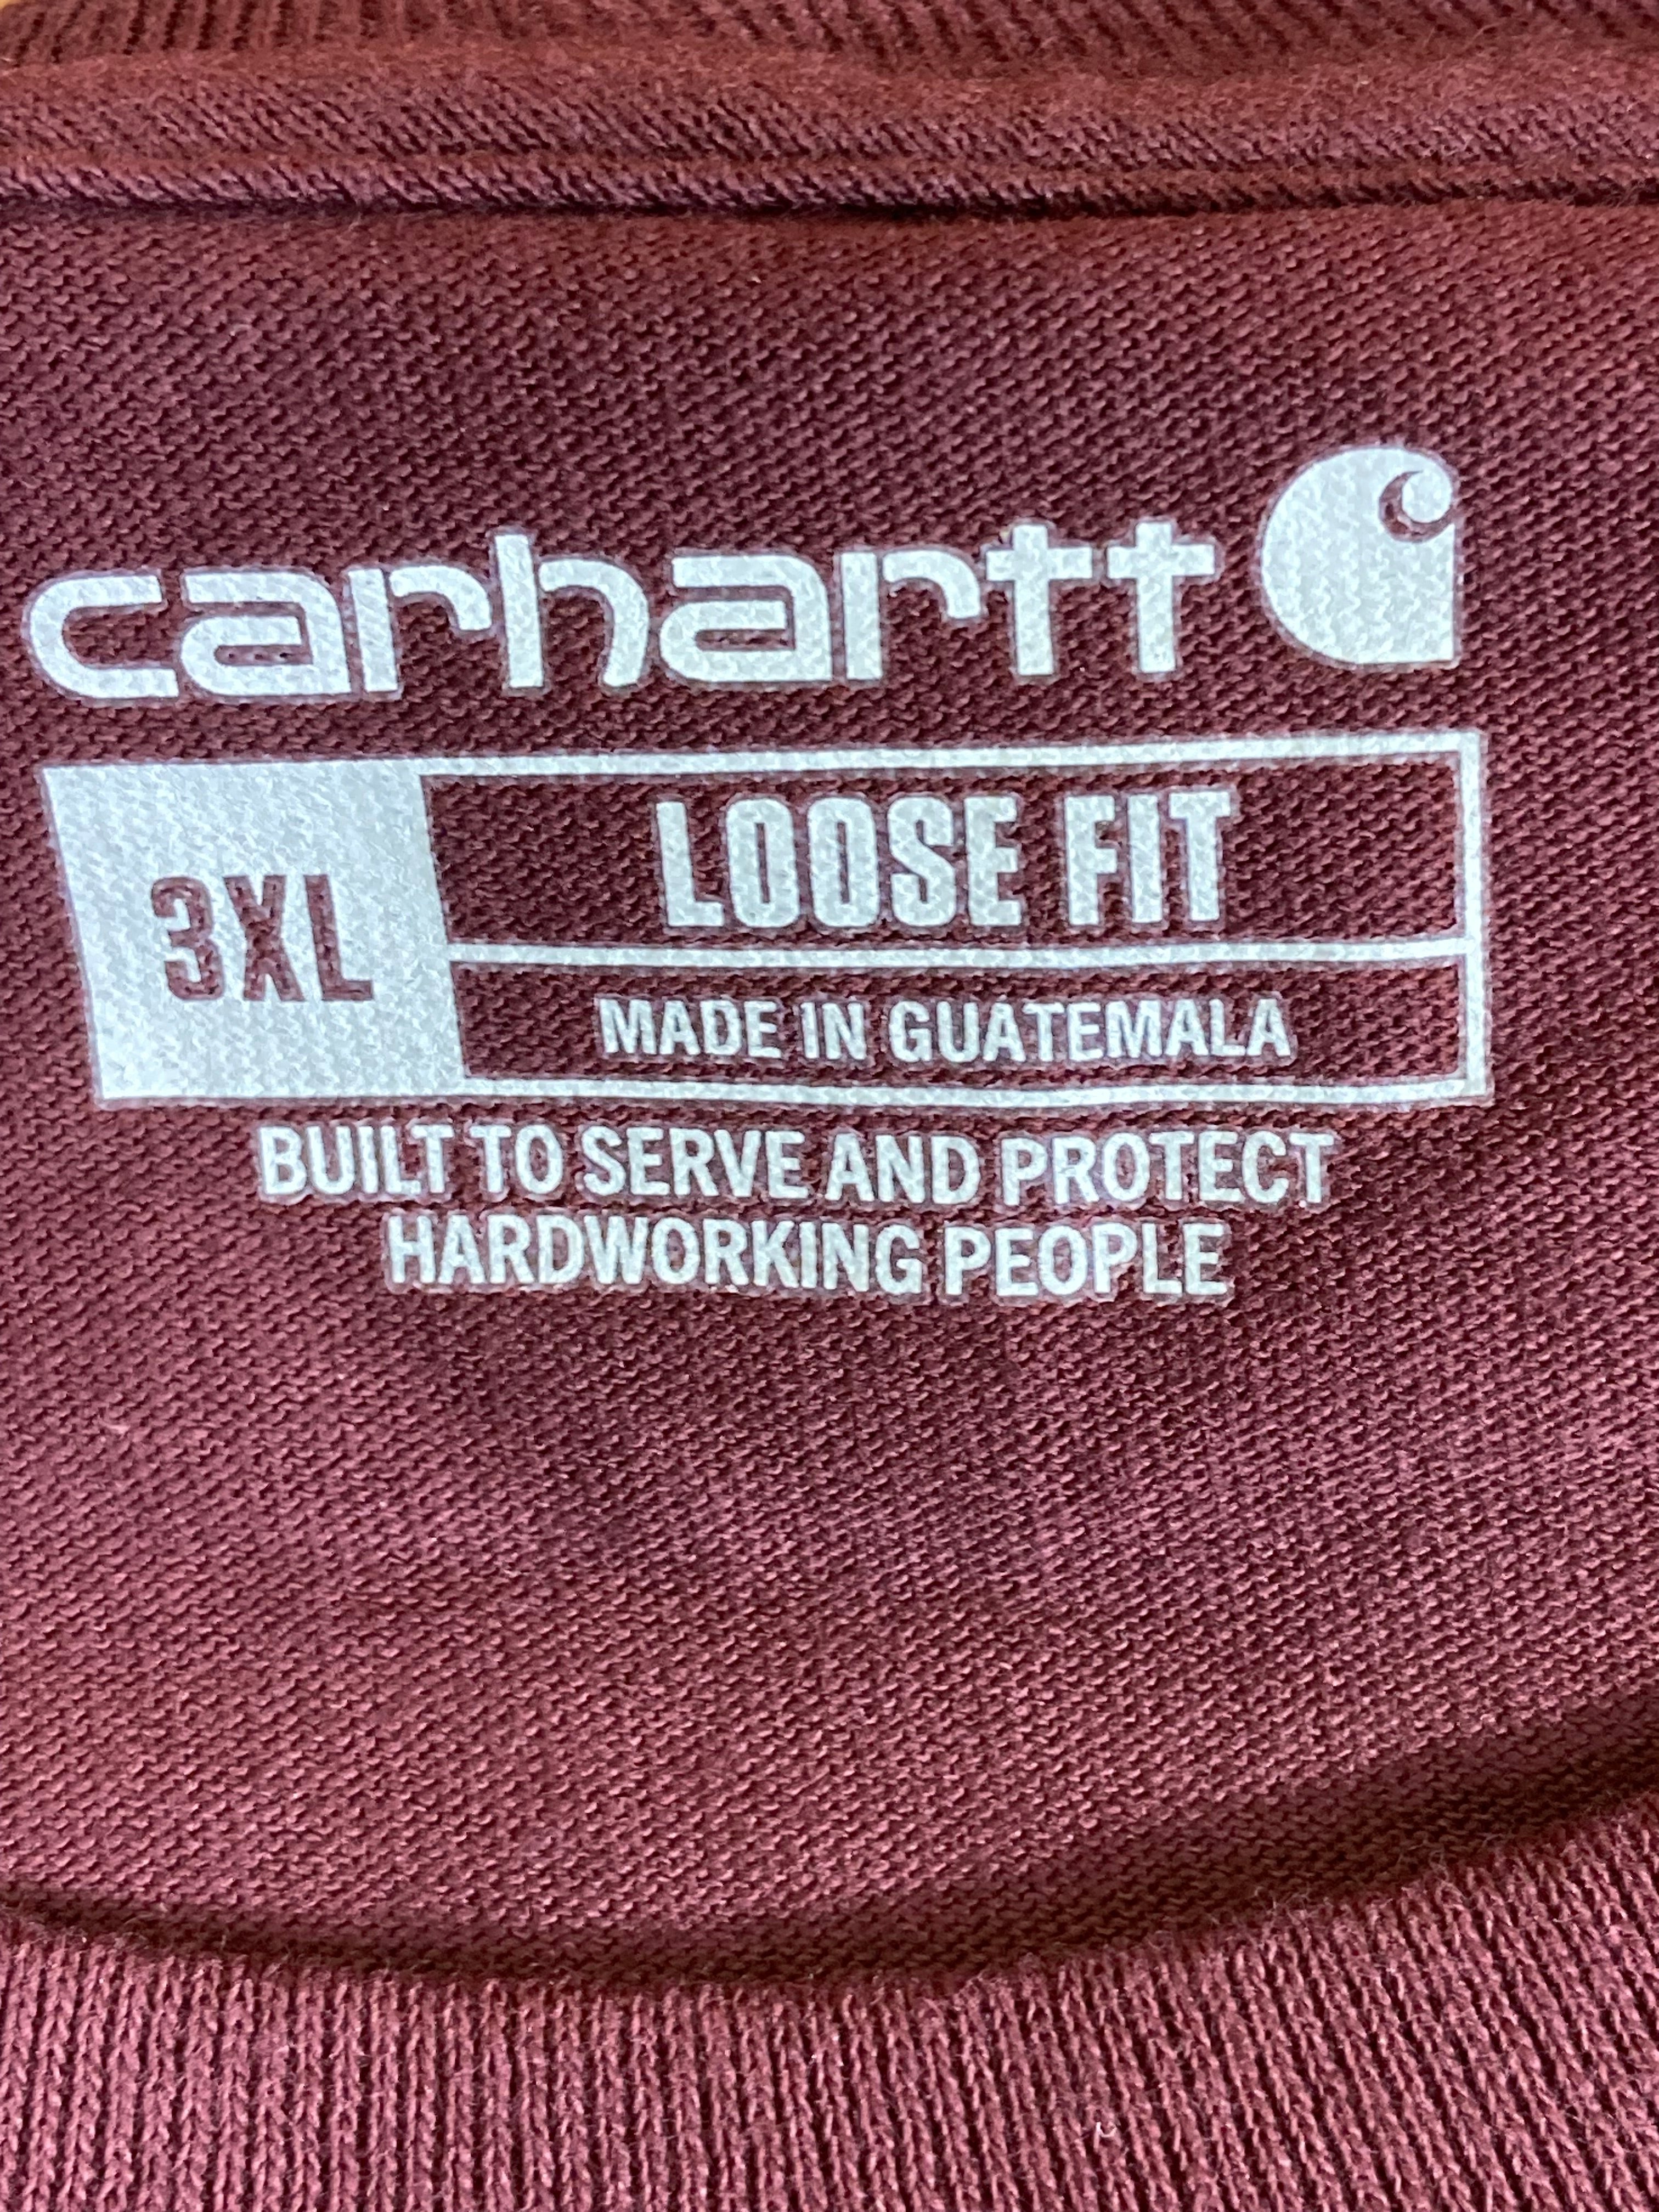 carhartt
3XL
LOOSE FIT
MADE IN GUATEMALA
BUILT TO SERVE AND PROTECT
HARDWORKING PEOPLE